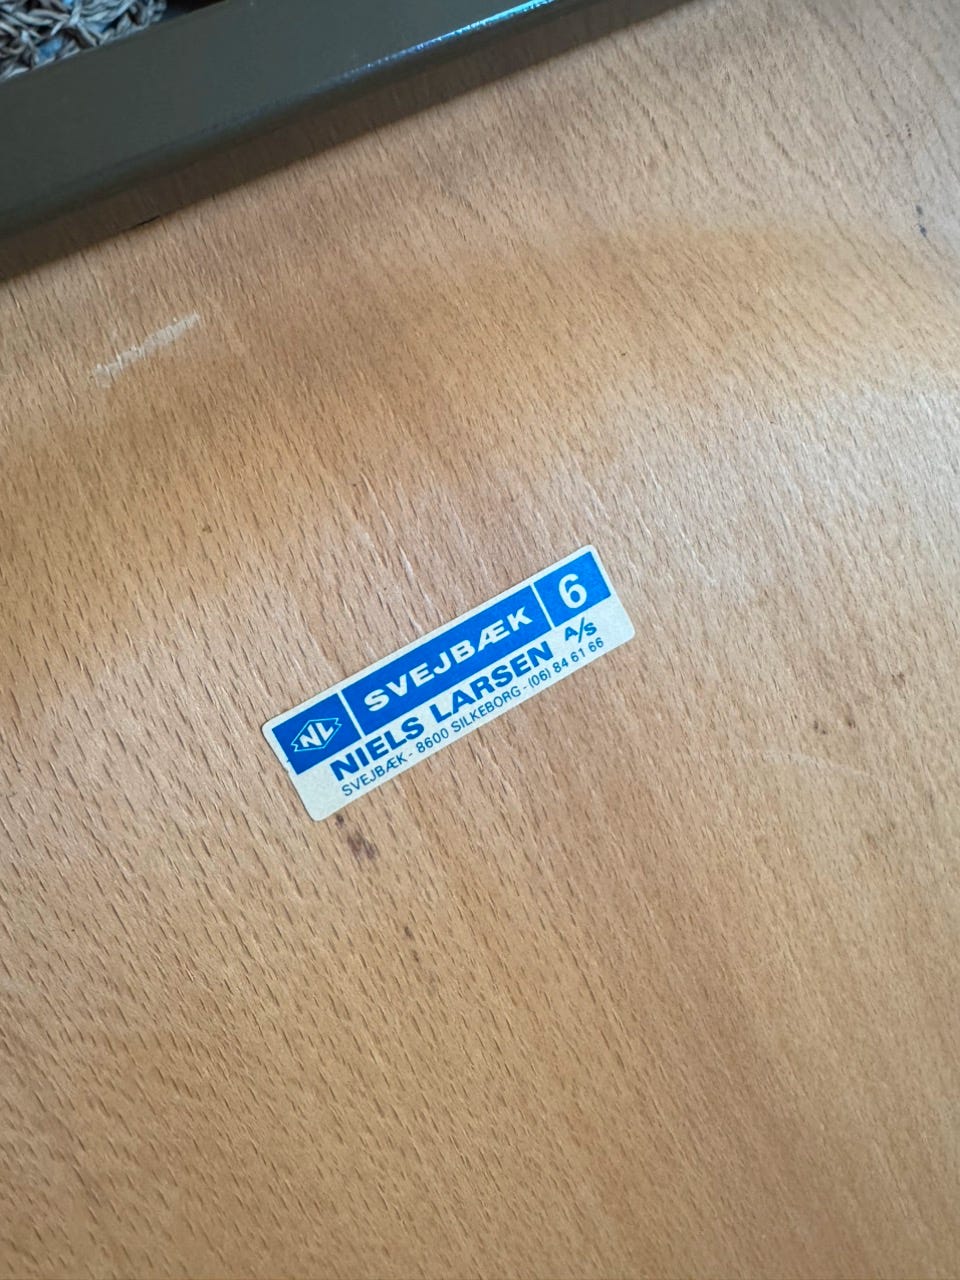 NL SVEJBÆK 6
NIELS LARSEN A/S
SVEJBÆK - 8600 SILKEBORG - (06) 84 61 66